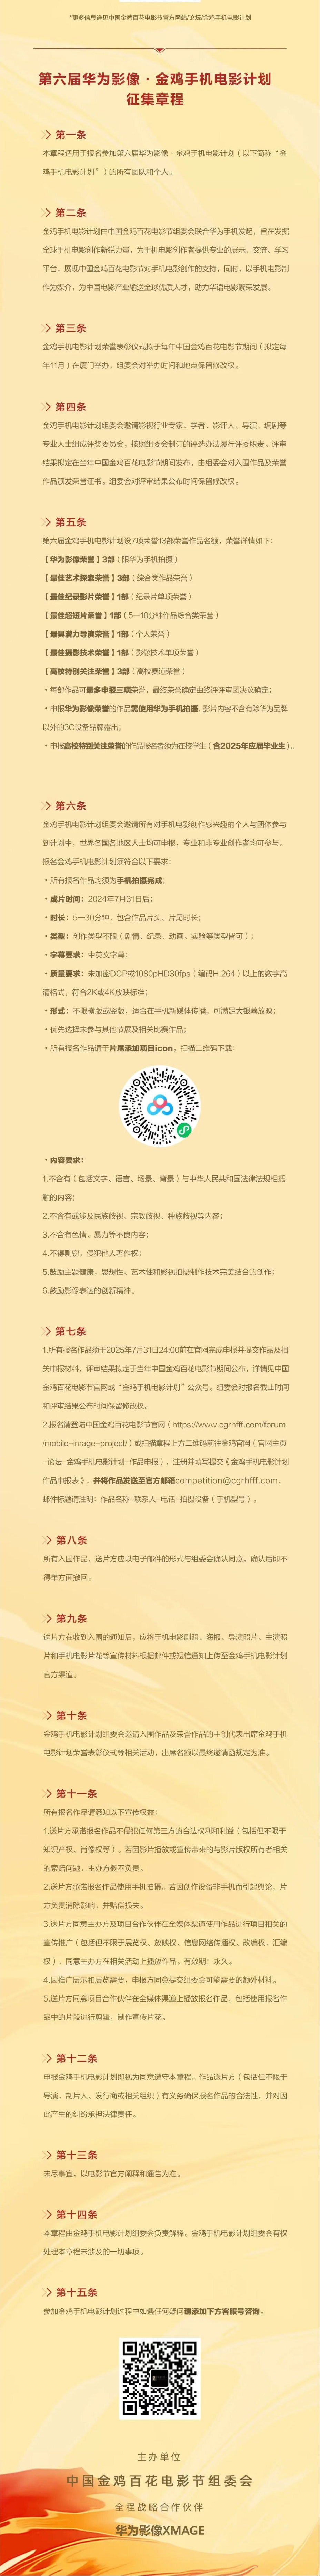 *更多信息详见中国金鸡百花电影节官方网站/论坛/金鸡手机电影计划
第六届华为影像·金鸡手机电影计划
征集章程
第一条
本章程适用于报名参加第六届华为影像·金鸡手机电影计划（以下简称“金
鸡手机电影计划”）的所有团队和个人。
第二条
金鸡手机电影计划由中国金鸡百花电影节组委会联合华为手机发起，旨在发掘
全球手机电影创作新锐力量，为手机电影创作者提供专业的展示、交流、学习
平台，展现中国金鸡百花电影节对手机电影创作的支持，同时，以手机电影制
作为媒介，为中国电影产业输送全球优质人才，助力华语电影繁荣发展。
第三条
金鸡手机电影计划荣誉表彰仪式拟于每年中国金鸡百花电影节期间（拟定每
年11月）在厦门举办，组委会对举办时间和地点保留修改权。
第四条
金鸡手机电影计划组委会邀请影视行业专家、学者、影评人、导演、编剧等
专业人士组成评奖委员会，按照组委会制订的评选办法履行评委职责，评审
结果拟定在当年中国金鸡百花电影节期间发布，由组委会对入围作品及荣誉
作品颁发荣誉证书，组委会对评审结果公布时间保留修改权。
第五条
第六届金鸡手机电影计划设7项荣誉13部荣誉作品名额，荣誉详情如下：
【华为影像荣誉】3部（限华为手机拍摄）
【最佳艺术探索荣誉】3部（综合类作品荣誉）
【最佳纪录影片荣誉】1部（纪录片单项荣誉）
【最佳超短片荣誉】1部（5—10分钟作品综合类荣誉）
【最具潜力导演荣誉】1部（个人荣誉）
【最佳摄影技术荣誉】1部（影像技术单项荣誉）
【高校特别关注荣誉】3部（高校赛道荣誉）
·每部作品可最多申报三项荣誉，最终荣誉确定由终评评审团决议确定；
·申报华为影像荣誉的作品需使用华为手机拍摄，影片内容不含有除华为品牌
以外的3C设备品牌露出；
·申报高校特别关注荣誉的作品报名者须为在校学生（含2025年应届毕业生）。
第六条
金鸡手机电影计划组委会邀请所有对手机电影创作感兴趣的个人与团体参与
到计划中，世界各国各地区人士均可申报，专业和非专业创作者均可参与。
报名金鸡手机电影计划须符合以下要求：
·所有报名作品均须为手机拍摄完成；
·成片时间：2024年7月31日后；
·时长：5—30分钟，包含作品片头、片尾时长；
·类型：创作类型不限（剧情、纪录、动画、实验等类型皆可）；
·字幕要求：中英文字幕；
·质量要求：未加密DCP或1080pHD30fps（编码H.264）以上的数字高
清格式，符合2K或4K放映标准；
·形式：不限横版或竖版，适合在手机新媒体传播，可满足大银幕放映；
·优先选择未参与其他节展及相关比赛作品；
·所有报名作品请于片尾添加项目icon，扫描二维码下载：
·内容要求：
1.不含有（包括文字、语言、场景、背景）与中华人民共和国法律法规相抵
触的内容；
2.不含有或涉及民族歧视、宗教歧视、种族歧视等内容；
3.不含有色情、暴力等不良内容；
4.不得剽窃，侵犯他人著作权；
5.鼓励主题健康，思想性、艺术性和影视拍摄制作技术完美结合的创作；
6.鼓励影像表达的创新精神。
第七条
1.所有报名作品须于2025年7月31日24:00前在官网完成申报并提交作品及相
关申报材料，评审结果拟定于当年中国金鸡百花电影节期间公布，详情见中国
金鸡百花电影节官网或“金鸡手机电影计划”公众号。组委会对报名截止时间
和评审结果公布时间保留修改权。
2.报名请登陆中国金鸡百花电影节官网（https://www.cgrhfff.com/forum
/mobile-image-project/）或扫描章程上方二维码前往金鸡官网（官网主页
-论坛-金鸡手机电影计划-作品申报），注册并填写提交《金鸡手机电影计划
作品申报表》，并将作品发送至官方邮箱competition@cgrhfff.com，
邮件标题请注明：作品名称-联系人-电话-拍摄设备（手机型号）。
第八条
所有入围作品，送片方应以电子邮件的形式与组委会确认同意，确认后即不
得单方面撤回。
第九条
送片方在收到入围的通知后，应将手机电影剧照、海报、导演照片、主演照
片和手机电影片花等宣传材料根据邮件或短信通知上传至金鸡手机电影计划
官方渠道。
第十条
金鸡手机电影计划组委会邀请入围作品及荣誉作品的主创代表出席金鸡手机
电影计划荣誉表彰仪式等相关活动，出席名额以最终邀请函规定为准。
第十一条
所有报名作品请悉知以下宣传权益：
1.送片方承诺报名作品不侵犯任何第三方的合法权利和利益（包括但不限于
知识产权、肖像权等）。若因影片播放或宣传带来的与影片版权所有者相关
的索赔问题，主办方概不负责。
2.送片方承诺报名作品使用手机拍摄。若因创作设备非手机而引起舆论，片
方负责消除影响，并赔偿损失。
3.送片方同意主办方及项目合作伙伴在全媒体渠道使用作品进行项目相关的
宣传推广（包括但不限于展览权、放映权、信息网络传播权、改编权、汇编
权），同意主办方在相关活动上播放作品。有效期：永久。
4.因推广展示和展览需要，申报方同意提交组委会可能需要的额外材料。
5.送片方同意项目合作伙伴在全媒体渠道上播放报名作品，包括使用报名作
品中的片段进行剪辑，制作宣传片花。
第十二条
申报金鸡手机电影计划即视为同意遵守本章程。作品送片方（包括但不限于
导演，制片人、发行商或相关组织）有义务确保报名作品的合法性，并对因
此产生的纠纷承担法律责任。
第十三条
未尽事宜，以电影节官方阐释和通告为准。
第十四条
本章程由金鸡手机电影计划组委会负责解释，金鸡手机电影计划组委会有权
处理本章程未涉及的一切事项。
第十五条
参加金鸡手机电影计划过程中如遇任何疑问请添加下方客服号咨询。
主办单位
中国金鸡百花电影节组委会
全程战略合作伙伴
华为影像XMAGE